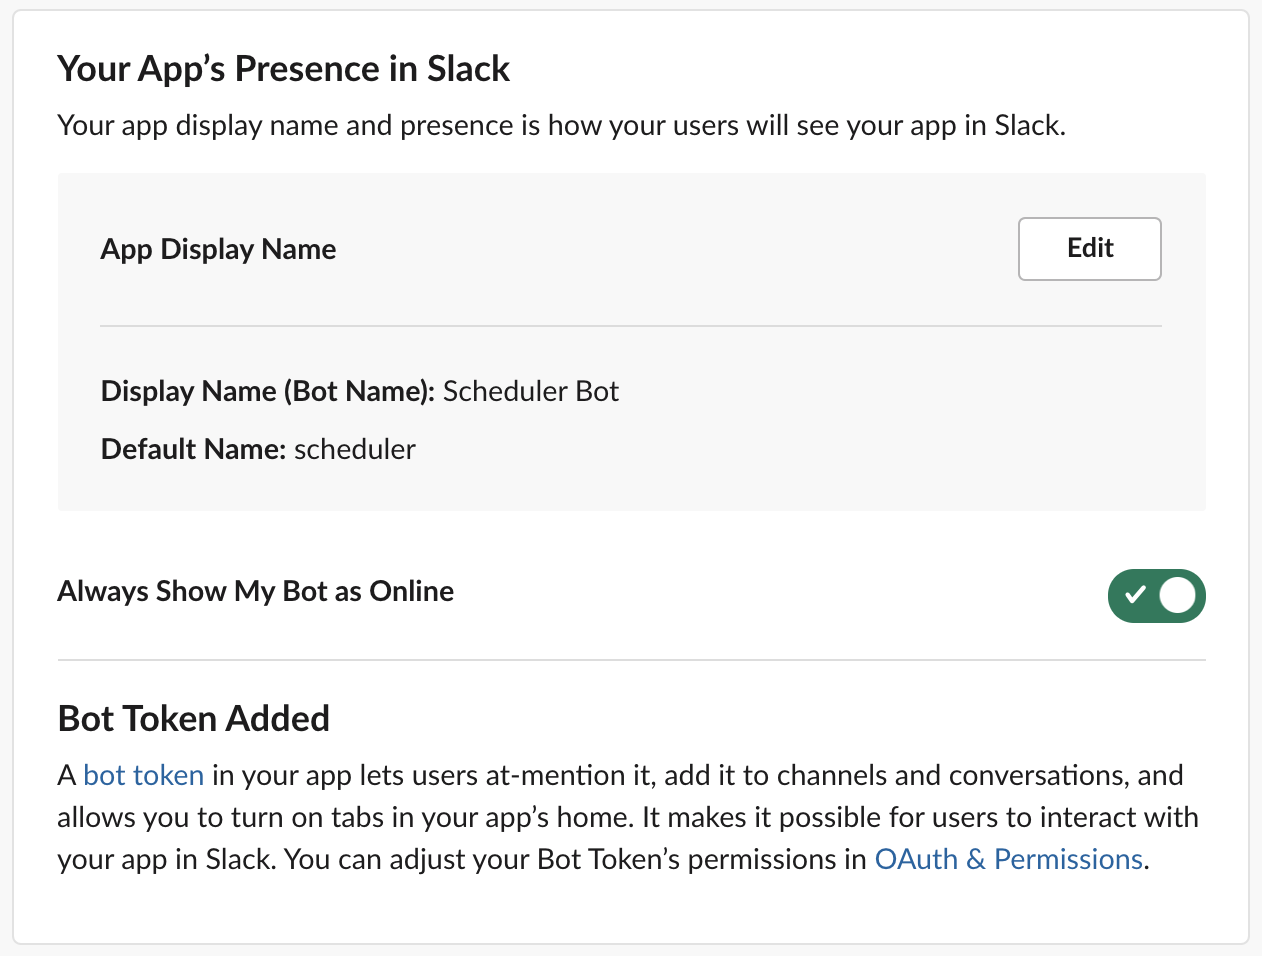 Your App’s Presence in Slack
Your app display name and presence is how your users will see your app in Slack.
App Display Name
Edit
Display Name (Bot Name): Scheduler Bot
Default Name: scheduler
Always Show My Bot as Online
Bot Token Added
A bot token in your app lets users at-mention it, add it to channels and conversations, and
allows you to turn on tabs in your app’s home. It makes it possible for users to interact with
your app in Slack. You can adjust your Bot Token’s permissions in OAuth & Permissions.